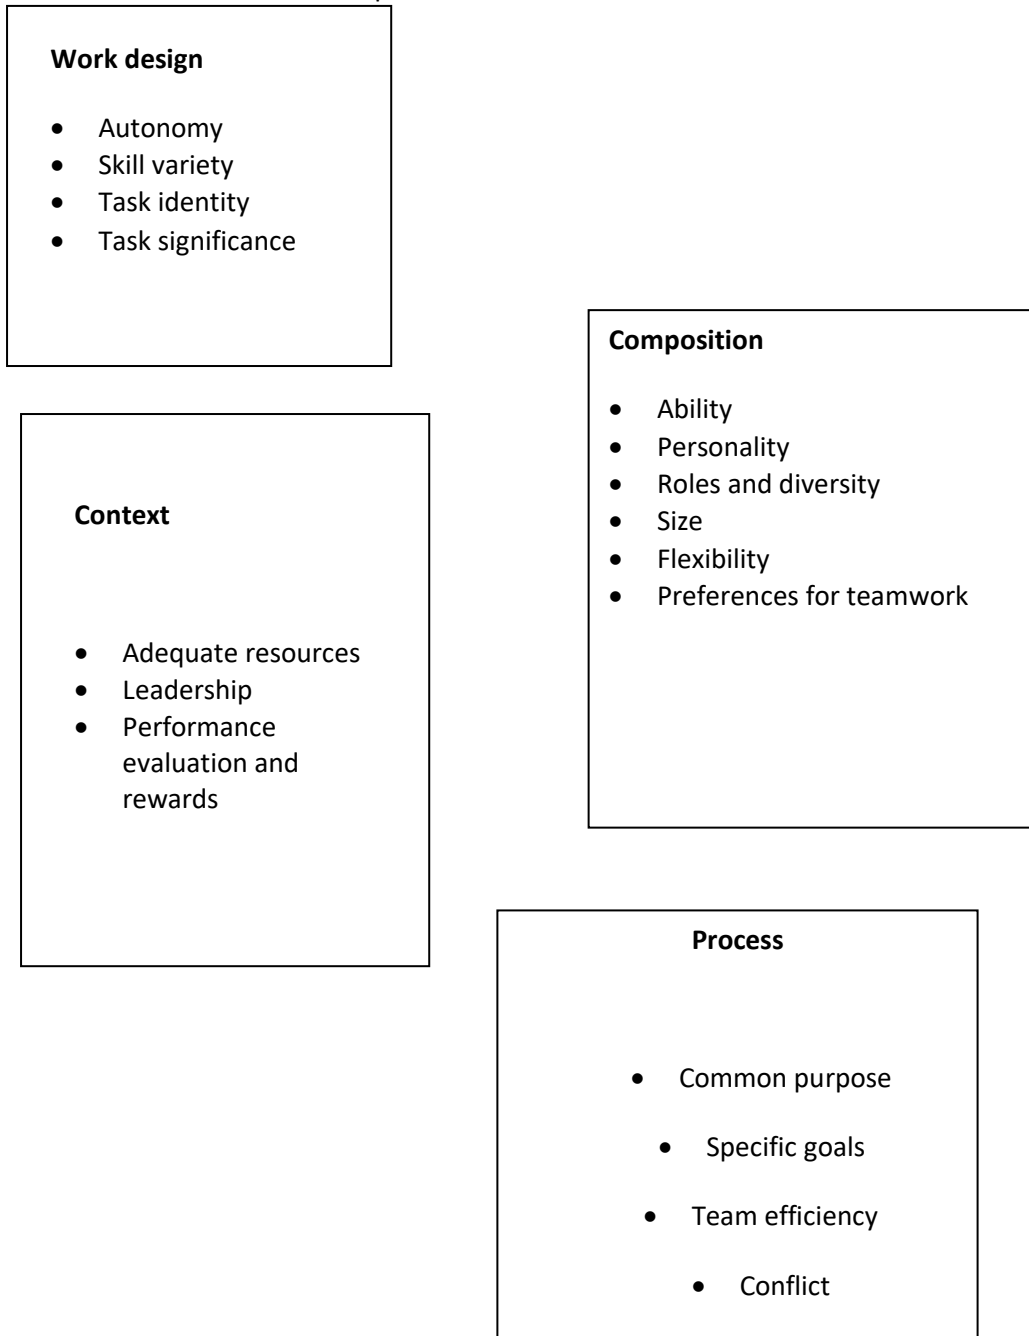 Work design
• Autonomy
• Skill variety
• Task identity
• Task significance
Composition
• Ability
• Personality
• Roles and diversity
• Size
• Flexibility
• Preferences for teamwork
Context
• Adequate resources
• Leadership
• Performance
evaluation and
rewards
Process
• Common purpose
• Specific goals
• Team efficiency
• Conflict